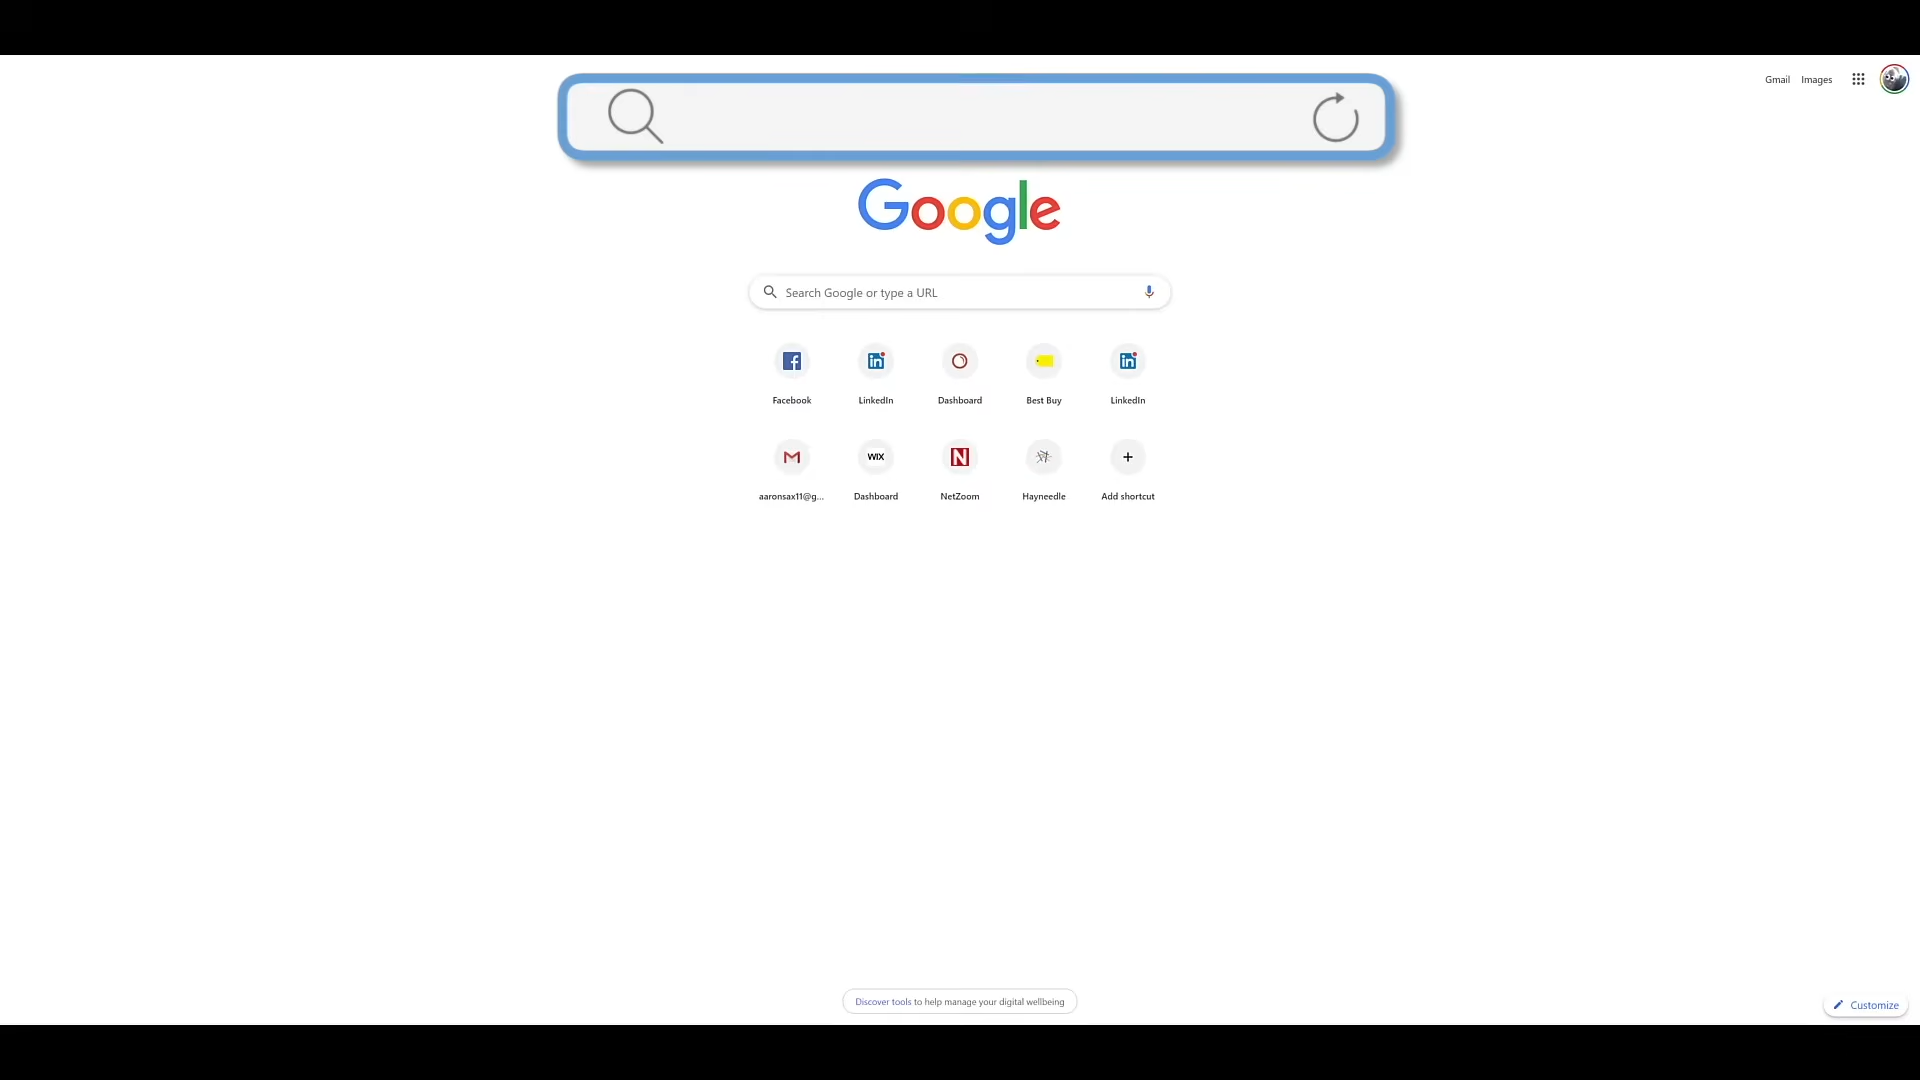 Gmail Images
Google
Search Google or type a URL
Facebook LinkedIn Dashboard Best Buy LinkedIn
WIX
aaronsax11@g... Dashboard NetZoom Hayneedle Add shortcut
Discover tools to help manage your digital wellbeing
Customize